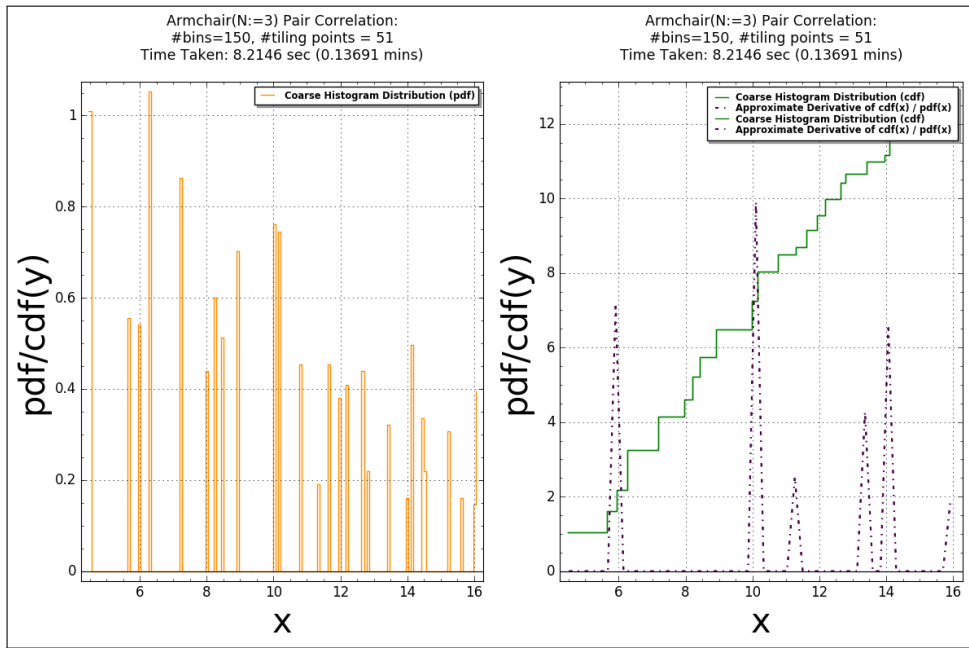 Armchair(N:=3) Pair Correlation:
#bins=150, #tiling points = 51
Time Taken: 8.2146 sec (0.13691 mins)
Coarse Histogram Distribution (pdf)
1
0.8
0.6
0.4
0.2
0
6 8 10 12 14 16
pdf/cdf(y)
x
Armchair(N:=3) Pair Correlation:
#bins=150, #tiling points = 51
Time Taken: 8.2146 sec (0.13691 mins)
Coarse Histogram Distribution (cdf)
Approximate Derivative of cdf(x) / pdf(x)
Coarse Histogram Distribution (cdf)
Approximate Derivative of cdf(x) / pdf(x)
12
10
8
6
4
2
0
6 8 10 12 14 16
pdf/cdf(y)
x